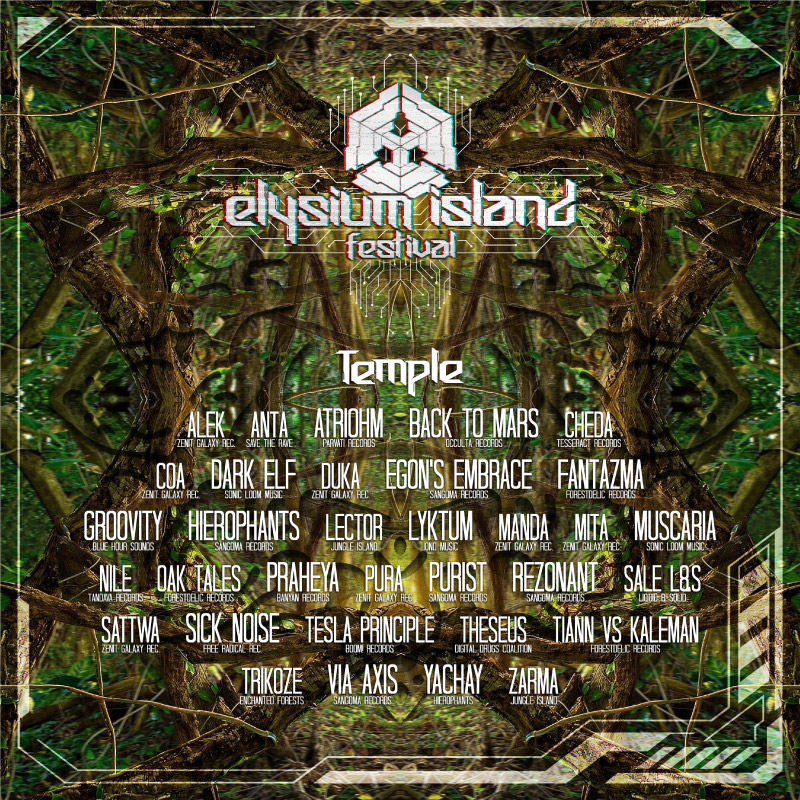 elysium island
festival
Temple
ALEK ANTA ATRIOHM BACK TO MARS CHEDA
ZENIT GALAXY REC. SAVE THE RAVE PARVATI RECORDS OCCULTA RECORDS TESSERACT RECORDS
COA DARK ELF DUKA EGON'S EMBRACE FANTAZMA
ZENIT GALAXY REC. SONIC LOOM MUSIC ZENIT GALAXY REC. SANGOMA RECORDS FORESTDELIC RECORDS
GROOVITY HIEROPHANTS LECTOR LYKTUM MANDA MITA MUSCARIA
BLUE HOUR SOUNDS SANGOMA RECORDS JUNGLE ISLAND IONO MUSIC ZENIT GALAXY REC. ZENIT GALAXY REC. SONIC LOOM MUSIC
NILE OAK TALES PRAHEYA PURA PURIST REZONANT SALE L&S
TANDAVA RECORDS FORESTDELIC RECORDS BANYAN RECORDS ZENIT GALAXY REC. SANGOMA RECORDS SANGOMA RECORDS LIQUID & SOLID
SATTWA SICK NOISE TESLA PRINCIPLE THESEUS TIANN VS KALEMAN
ZENIT GALAXY REC. FREE RADICAL REC. BOOM! RECORDS DIGITAL DRUGS COALITION FORESTDELIC RECORDS
TRIKOZE VIA AXIS YACHAY ZARMA
ENCHANTED FORESTS SANGOMA RECORDS HIEROPHANTS JUNGLE ISLAND